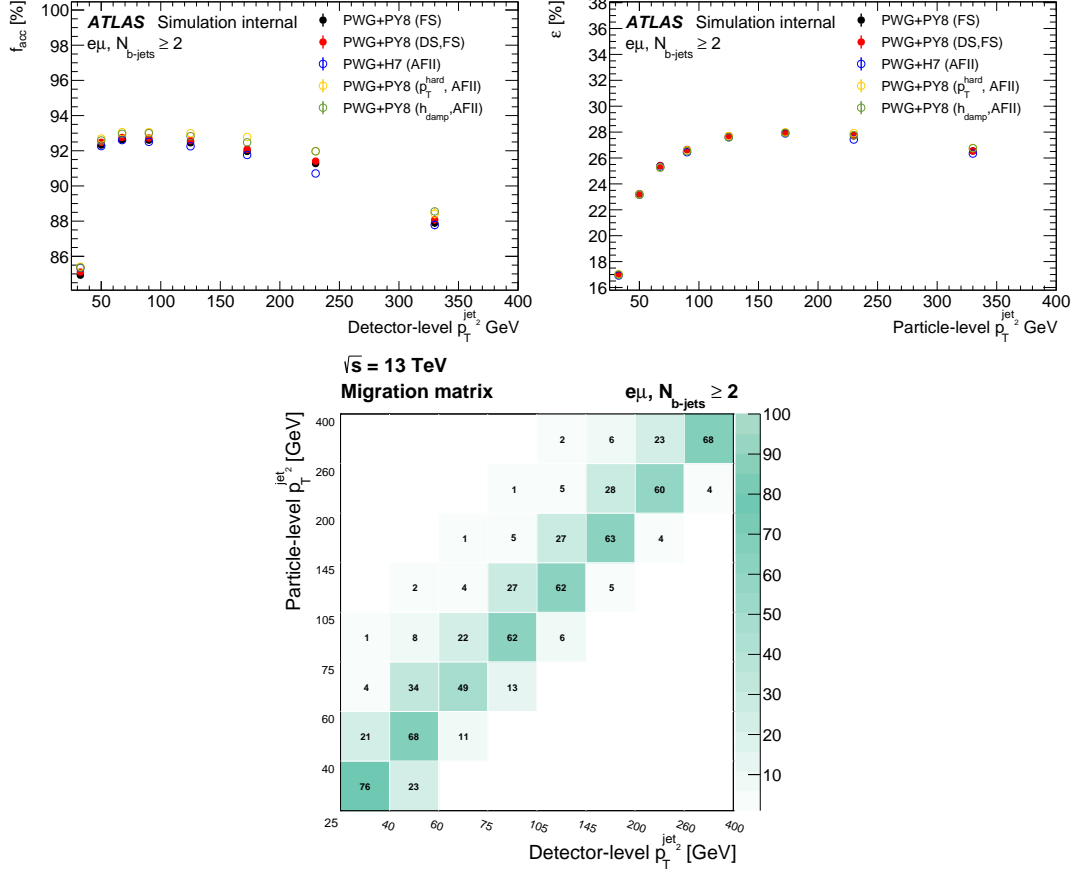 f_acc [%]
ATLAS Simulation internal
eμ, N_b-jets ≥ 2
PWG+PY8 (FS)
PWG+PY8 (DS,FS)
PWG+H7 (AFII)
PWG+PY8 (p_T^hard, AFII)
PWG+PY8 (h_damp,AFII)
100
98
96
94
92
90
88
86
50 100 150 200 250 300 350 400
Detector-level p_T^jet_2 GeV
ε [%]
ATLAS Simulation internal
eμ, N_b-jets ≥ 2
PWG+PY8 (FS)
PWG+PY8 (DS,FS)
PWG+H7 (AFII)
PWG+PY8 (p_T^hard, AFII)
PWG+PY8 (h_damp,AFII)
38
36
34
32
30
28
26
24
22
20
18
16
50 100 150 200 250 300 350 400
Particle-level p_T^jet_2 GeV
√s = 13 TeV
Migration matrix eμ, N_b-jets ≥ 2
Particle-level p_T^jet_2 [GeV]
400
260
200
145
105
75
60
40
25
2 6 23 68
1 5 28 60 4
1 5 27 63 4
2 4 27 62 5
1 8 22 62 6
4 34 49 13
21 68 11
76 23
25 40 60 75 105 145 200 260 400
Detector-level p_T^jet_2 [GeV]
100
90
80
70
60
50
40
30
20
10